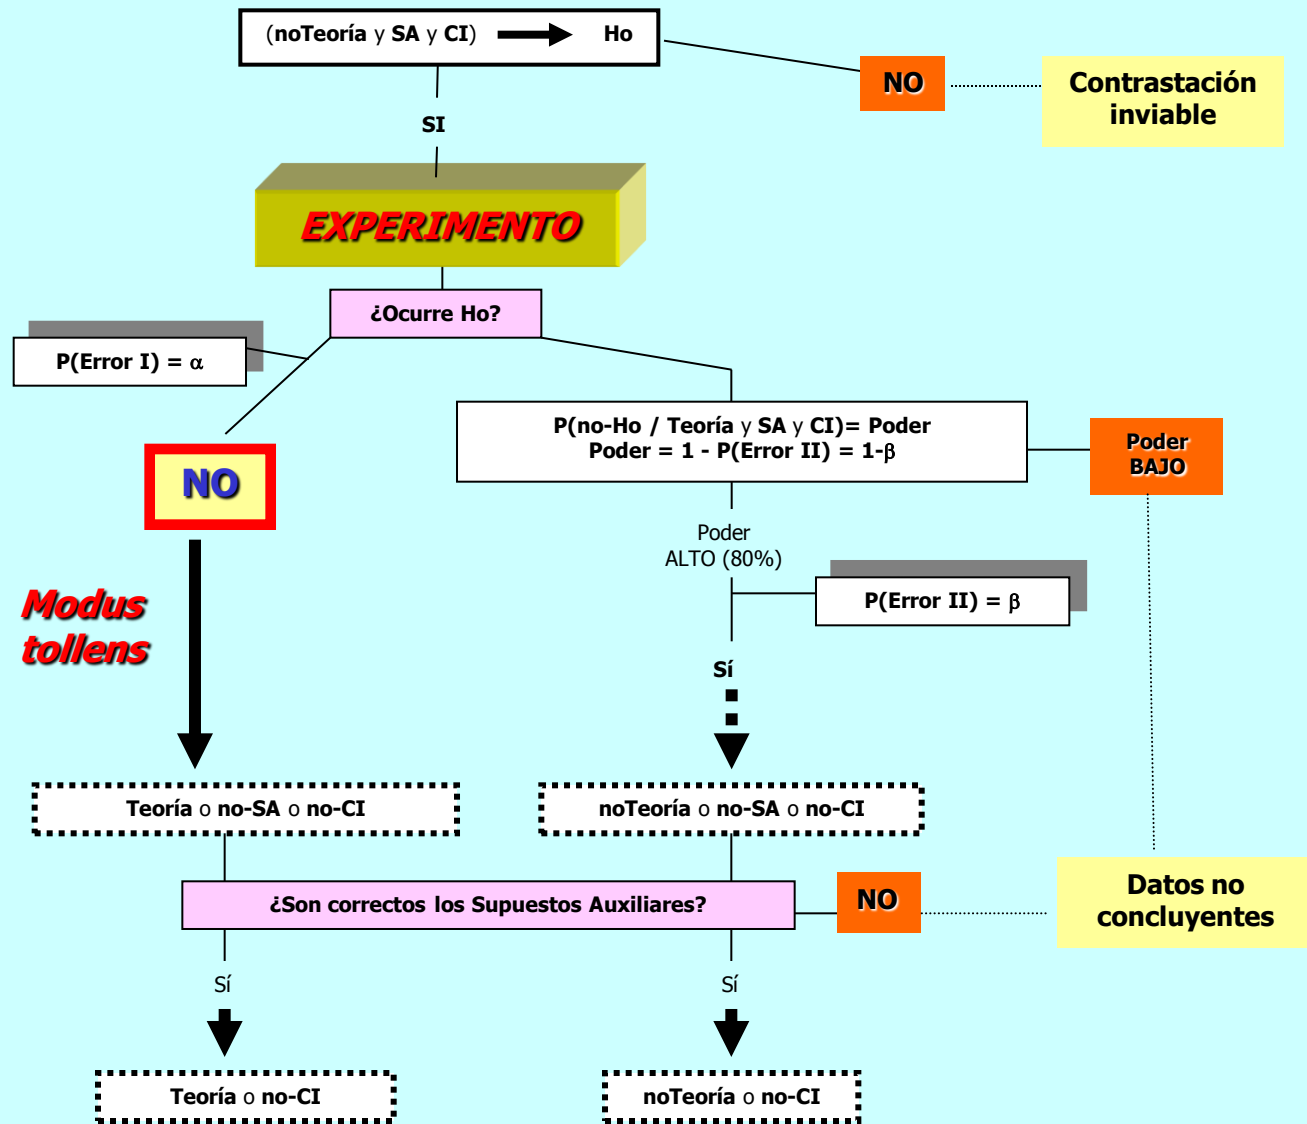 (noTeoría y SA y CI) Ho
NO
Contrastación
inviable
SI
EXPERIMENTO
¿Ocurre Ho?
P(Error I) = α
P(no-Ho / Teoría y SA y CI)= Poder
Poder = 1 - P(Error II) = 1-β
Poder
BAJO
NO
Poder
ALTO (80%)
P(Error II) = β
Modus
tollens
Sí
Teoría o no-SA o no-CI
noTeoría o no-SA o no-CI
¿Son correctos los Supuestos Auxiliares?
NO
Datos no
concluyentes
Sí
Sí
Teoría o no-CI
noTeoría o no-CI